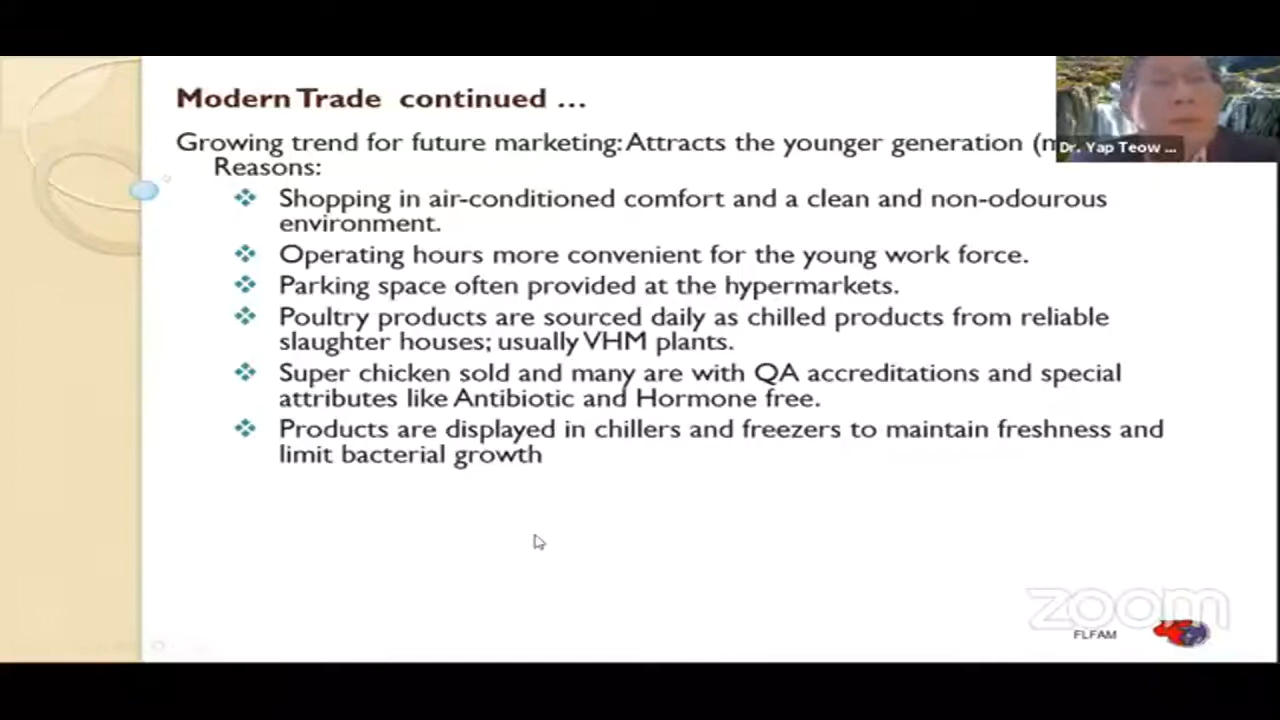 Modern Trade continued ...
Growing trend for future marketing: Attracts the younger generation
Dr. Yap Teow ...
Reasons:
Shopping in air-conditioned comfort and a clean and non-odourous
environment.
Operating hours more convenient for the young work force.
Parking space often provided at the hypermarkets.
Poultry products are sourced daily as chilled products from reliable
slaughter houses; usually VHM plants.
Super chicken sold and many are with QA accreditations and special
attributes like Antibiotic and Hormone free.
Products are displayed in chillers and freezers to maintain freshness and
limit bacterial growth
zoom
FLFAM